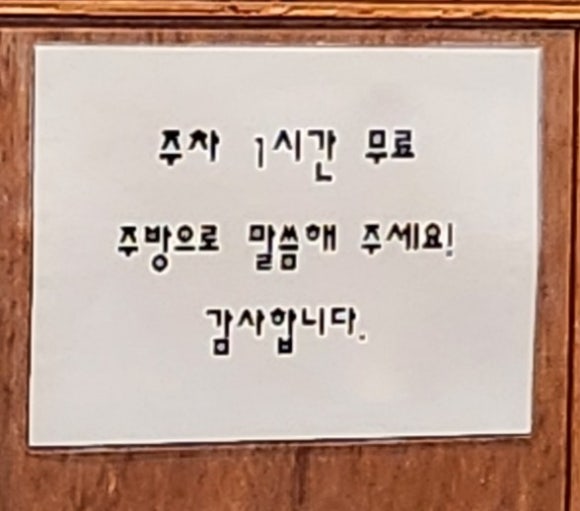 주차 1시간 무료
주방으로 말씀해 주세요!
감사합니다.